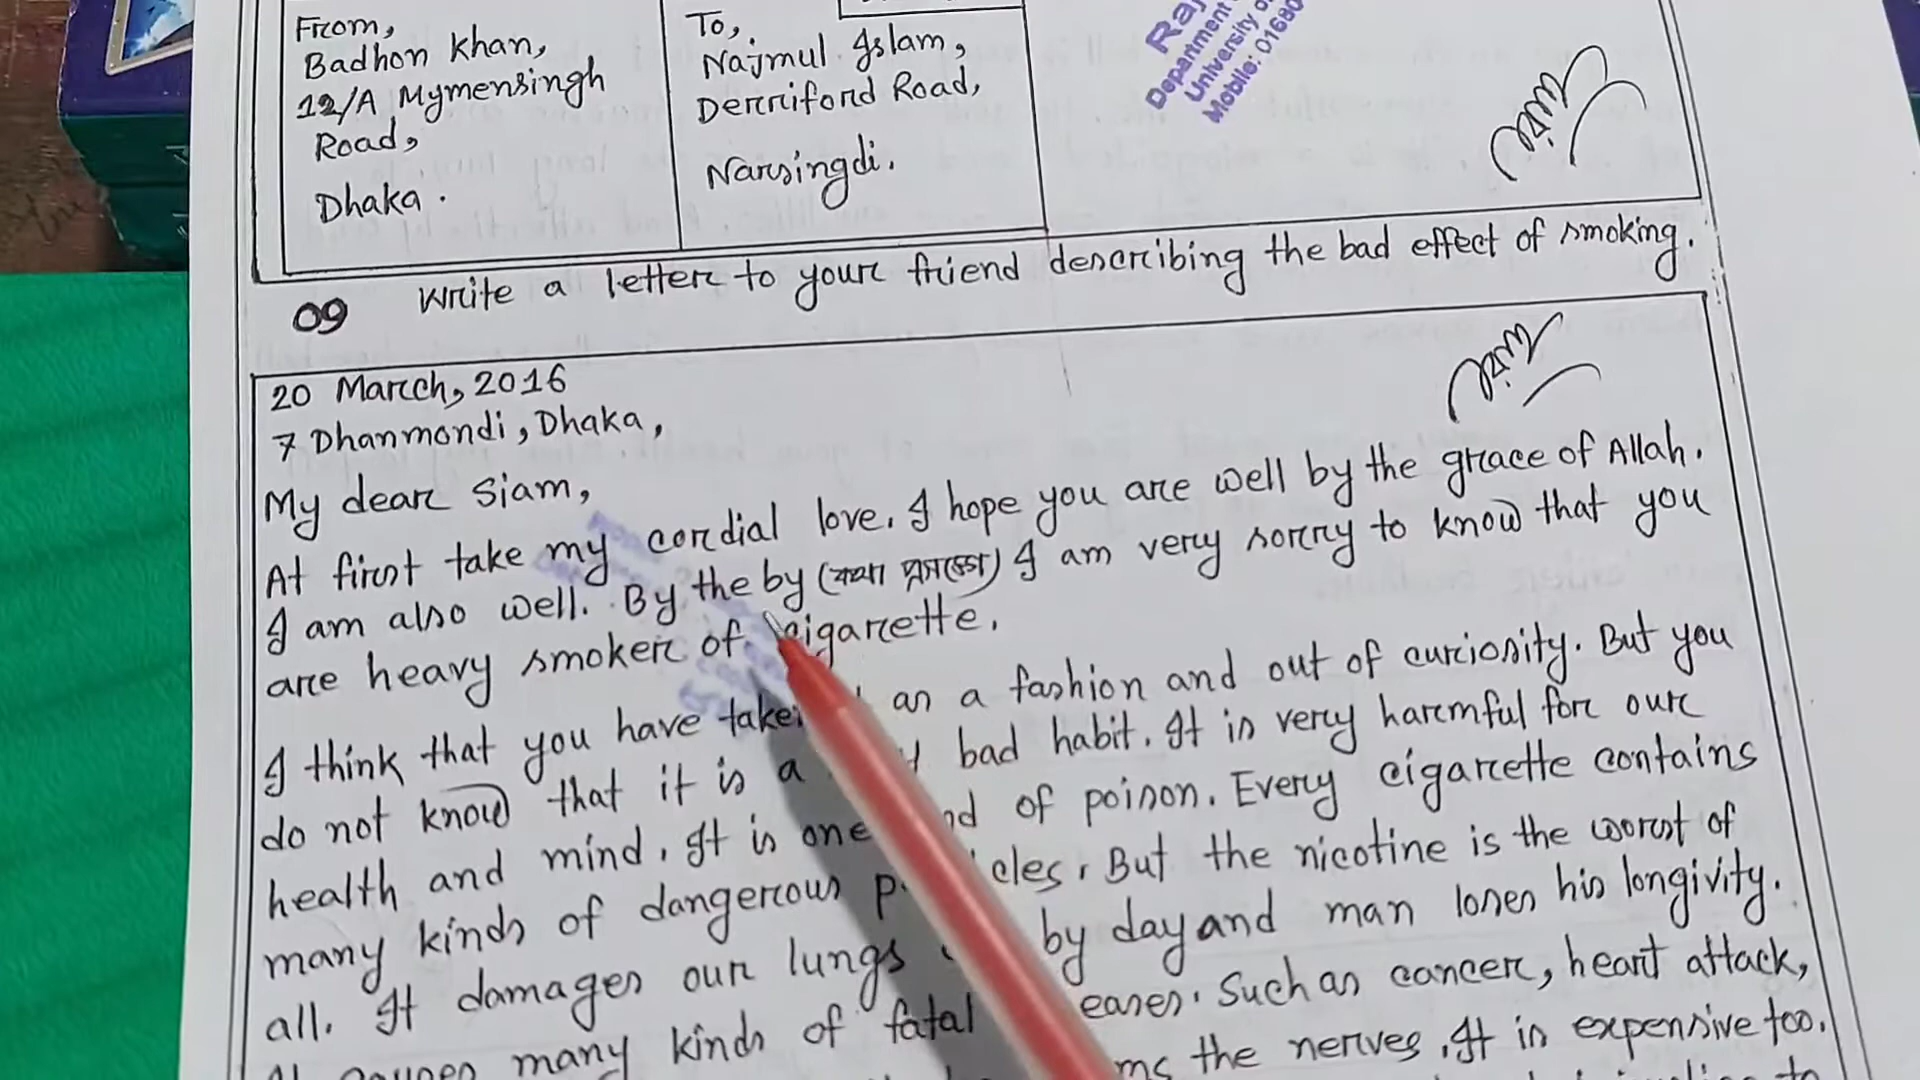 From,
Badhon khan,
12/A Mymensingh
Road,
Dhaka.
To,
Najmul Islam,
Derriford Road,
Narsingdi.
Department
University o
Mobile: 01680
09 Write a letter to your friend describing the bad effect of smoking.
20 March, 2016
7 Dhanmondi, Dhaka,
My dear Siam,
At first take my cordial love. I hope you are well by the grace of Allah.
I am also well. By the by (কথা প্রসঙ্গে) I am very sorry to know that you
are heavy smoker of cigarette.
I think that you have take as a fashion and out of curiosity. But you
do not know that it is a bad habit. It is very harmful for our
health and mind. It is one of poison. Every cigarette contains
many kinds of dangerous p cles. But the nicotine is the worst of
all. It damages our lungs by day and man loses his longivity.
many kinds of fatal eases. Such as cancer, heart attack,
ms the nerves. It is expensive too.
to